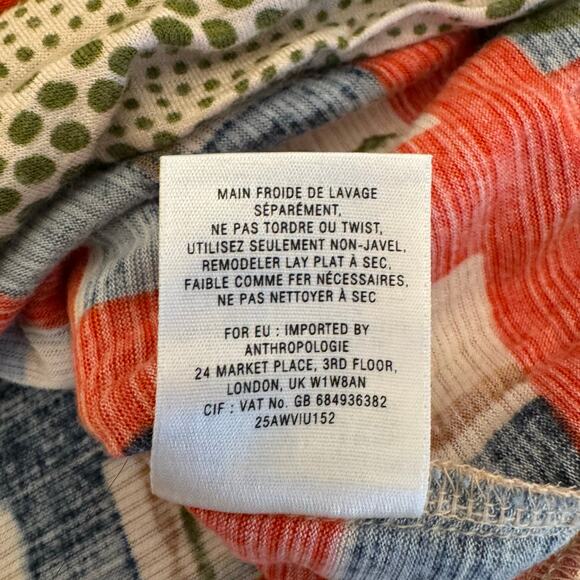 MAIN FROIDE DE LAVAGE
SÉPARÉMENT,
NE PAS TORDRE OU TWIST,
UTILISEZ SEULEMENT NON-JAVEL,
REMODELER LAY PLAT À SEC,
FAIBLE COMME FER NÉCESSAIRES,
NE PAS NETTOYER À SEC
FOR EU : IMPORTED BY
ANTHROPOLOGIE
24 MARKET PLACE, 3RD FLOOR,
LONDON, UK W1W8AN
CIF : VAT No. GB 684936382
25AWVIU152